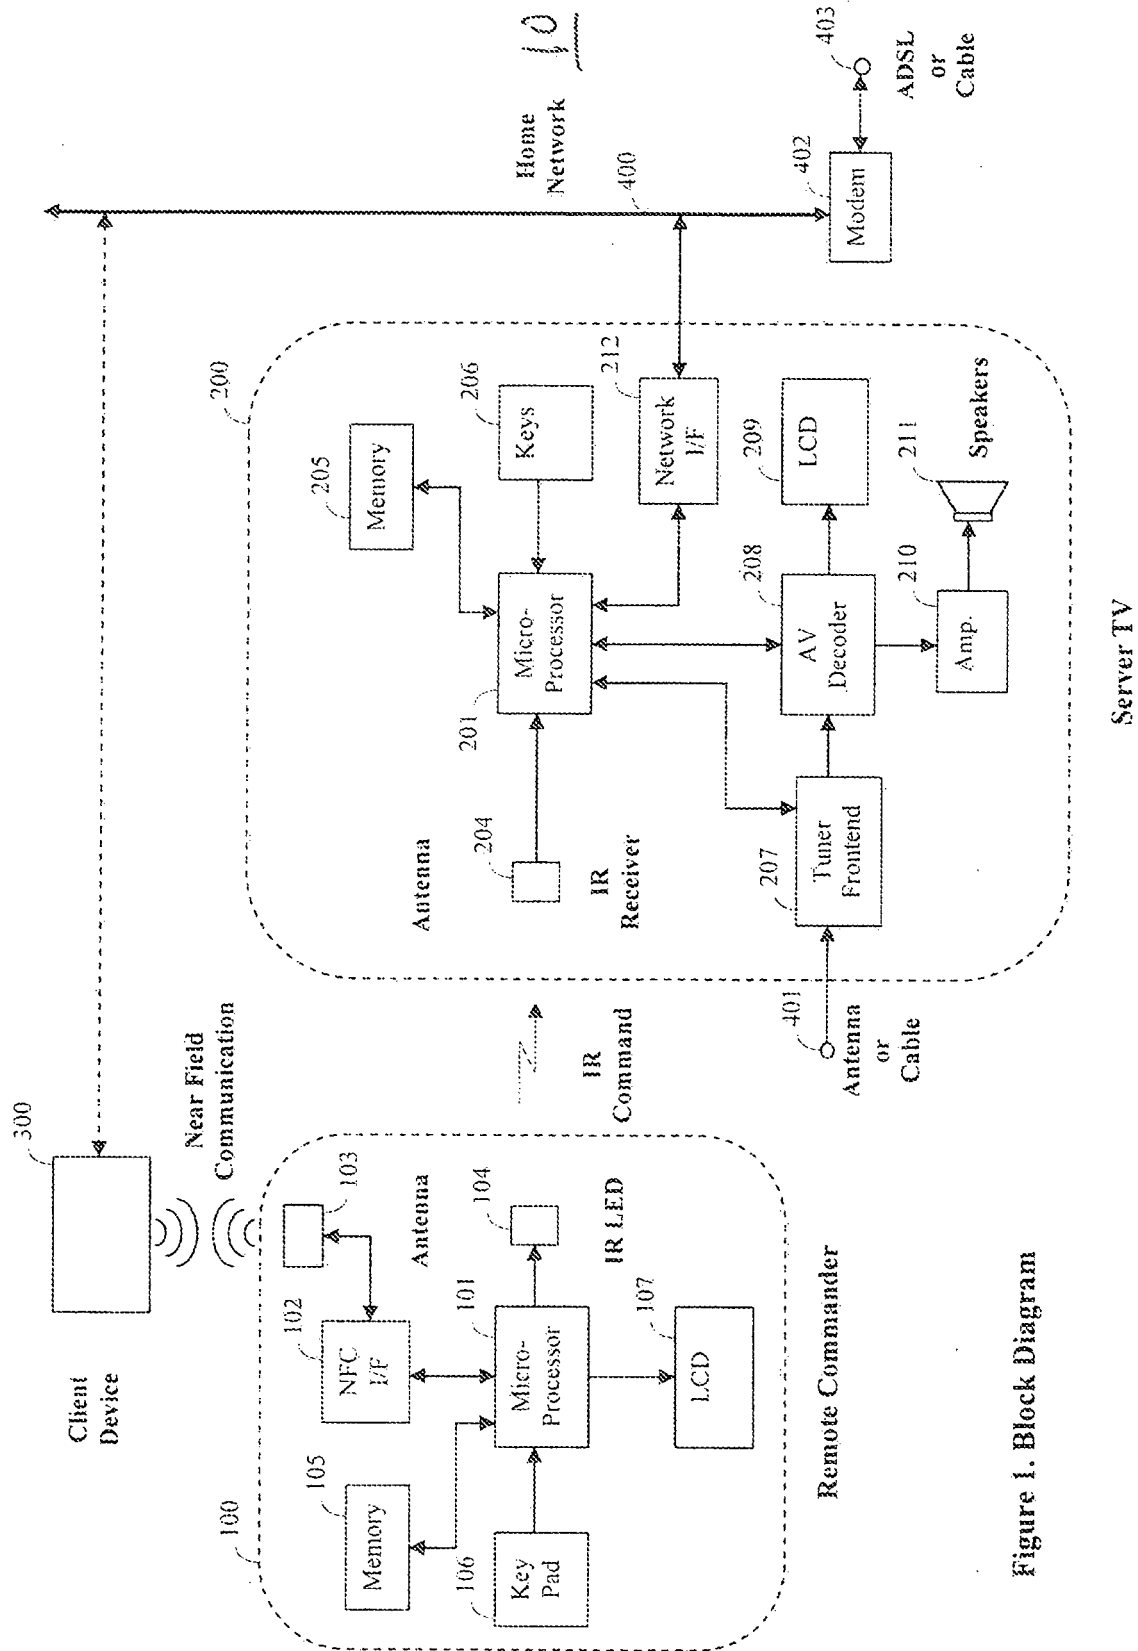 10
300
Client
Device
Near Field
Communication
100
105
Memory
102
NFC
I/F
103
Antenna
106
Key
Pad
101
Micro-
Processor
104
IR LED
107
LCD
Remote Commander
IR
Command
200
205
Memory
Antenna
204
IR
Receiver
201
Micro-
Processor
206
Keys
212
Network
I/F
207
Tuner
Frontend
208
AV
Decoder
209
LCD
210
Amp.
211
Speakers
401
Antenna
or
Cable
Server TV
Home
Network
400
402
Modem
403
ADSL
or
Cable
Figure 1. Block Diagram